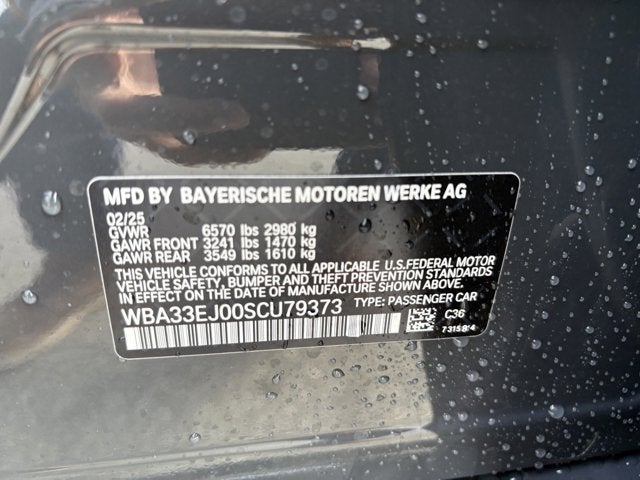 MFD BY BAYERISCHE MOTOREN WERKE AG
02/25
GVWR 6570 lbs 2980 kg
GAWR FRONT 3241 lbs 1470 kg
GAWR REAR 3549 lbs 1610 kg
THIS VEHICLE CONFORMS TO ALL APPLICABLE U.S.FEDERAL MOTOR
VEHICLE SAFETY, BUMPER AND THEFT PREVENTION STANDARDS
IN EFFECT ON THE DATE OF MANUFACTURE SHOWN ABOVE.
WBA33EJ00SCU79373 TYPE: PASSENGER CAR
C36